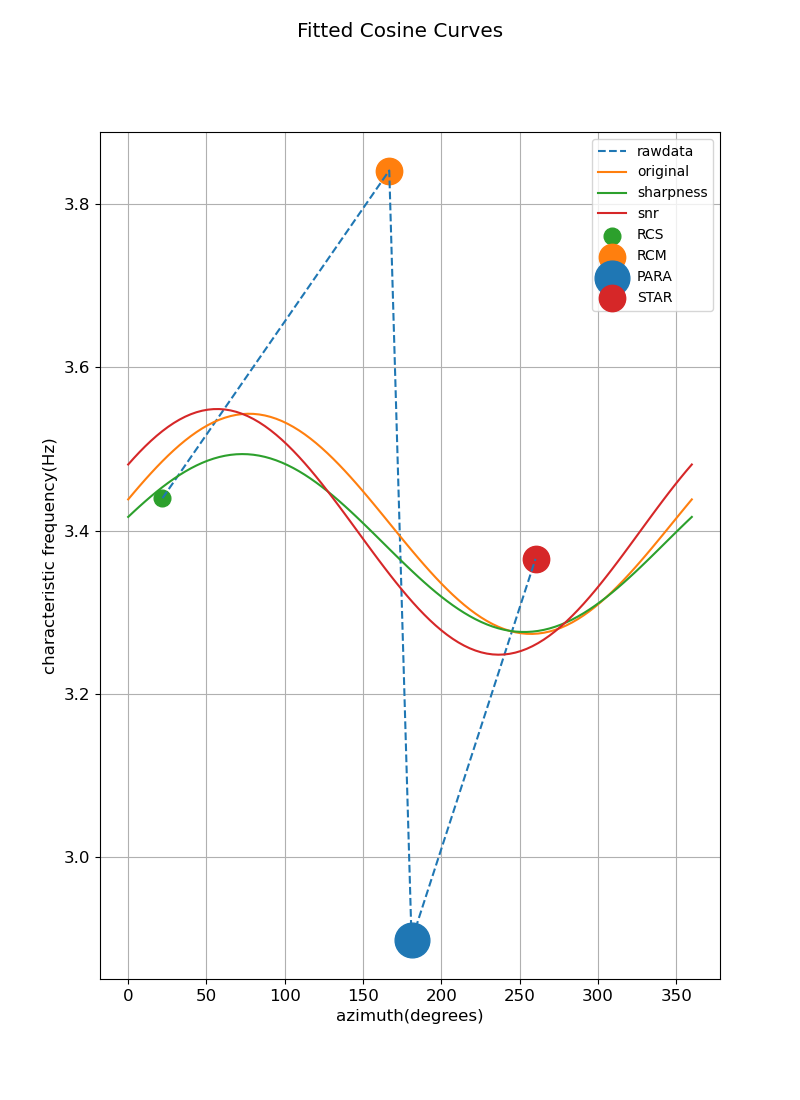 Fitted Cosine Curves
rawdata
original
sharpness
snr
RCS
RCM
PARA
STAR
3.8
3.6
3.4
3.2
3.0
characteristic frequency(Hz)
0 50 100 150 200 250 300 350
azimuth(degrees)